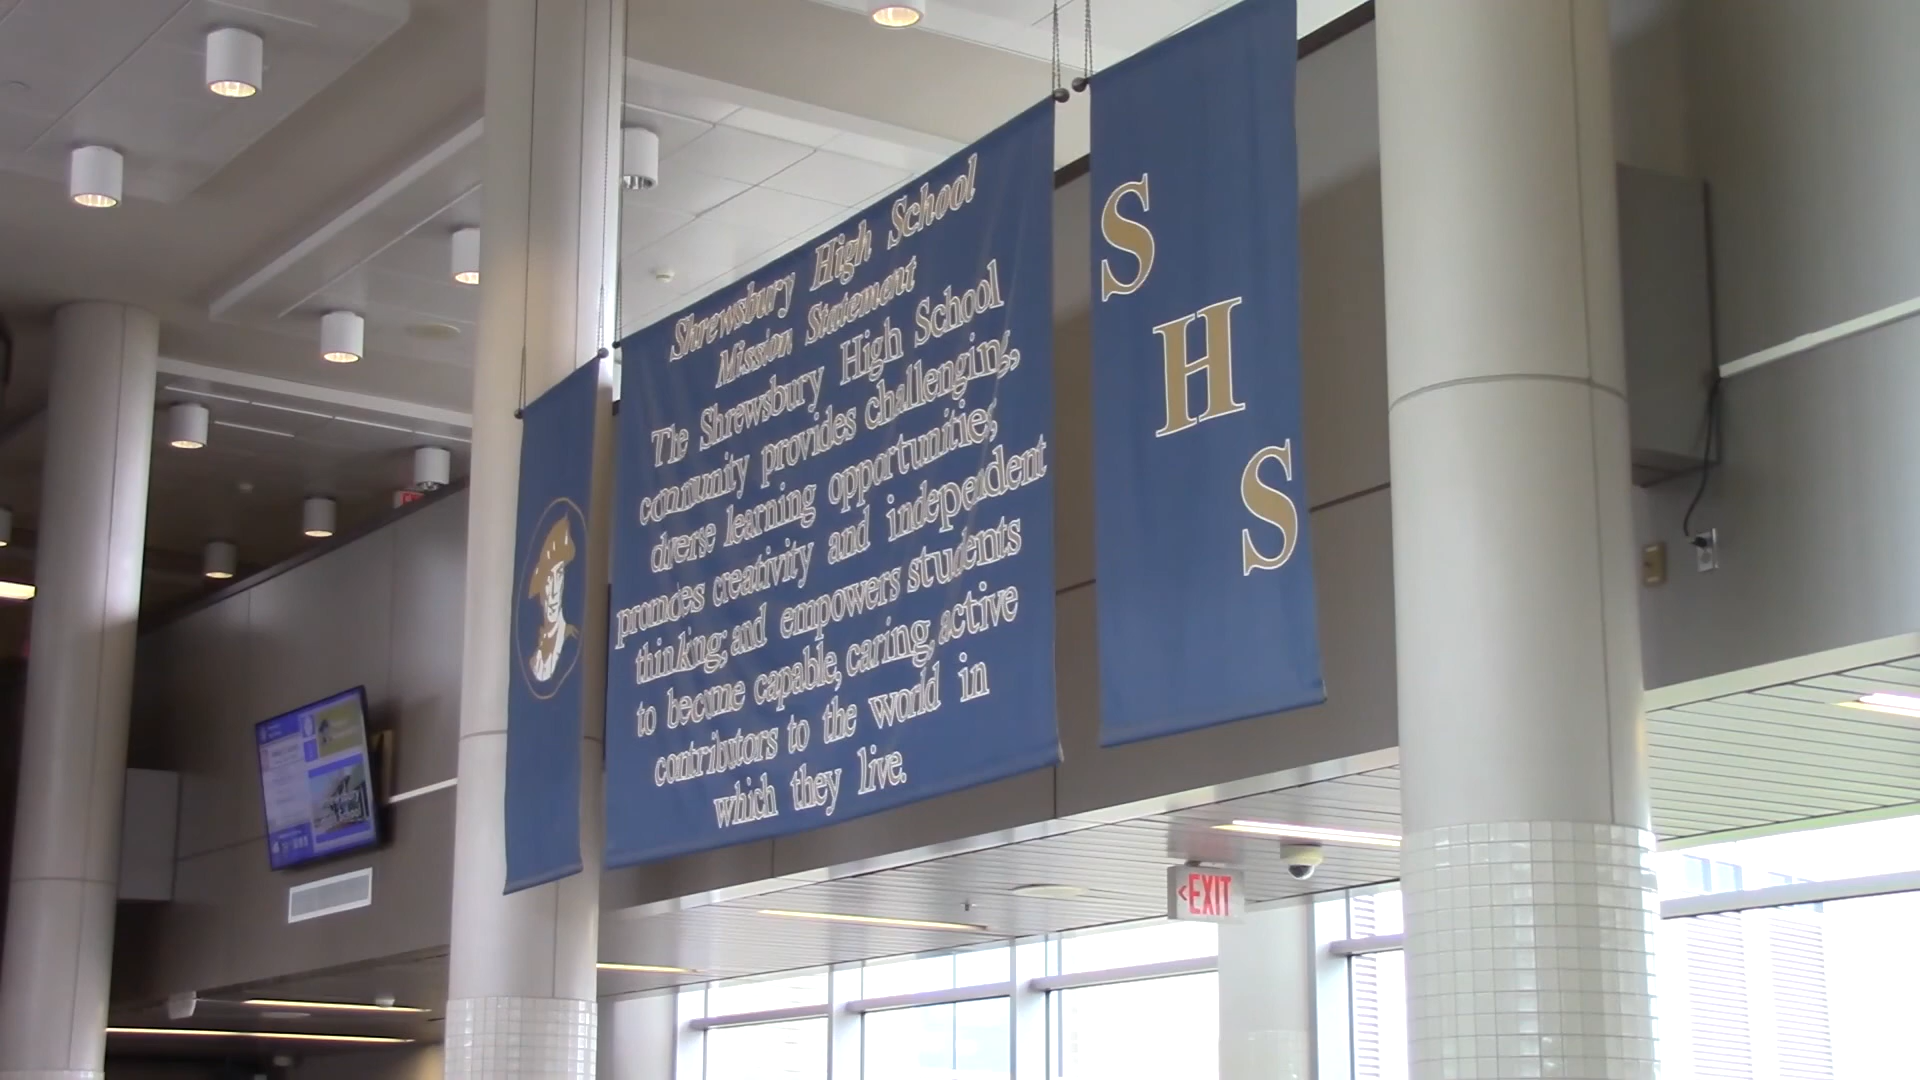 Shrewsbury High School
Mission Statement
The Shrewsbury High School
community provides challenging,
diverse learning opportunities;
promotes creativity and independent
thinking; and empowers students
to become capable, caring, active
contributors to the world in
which they live.
S
H
S
<EXIT